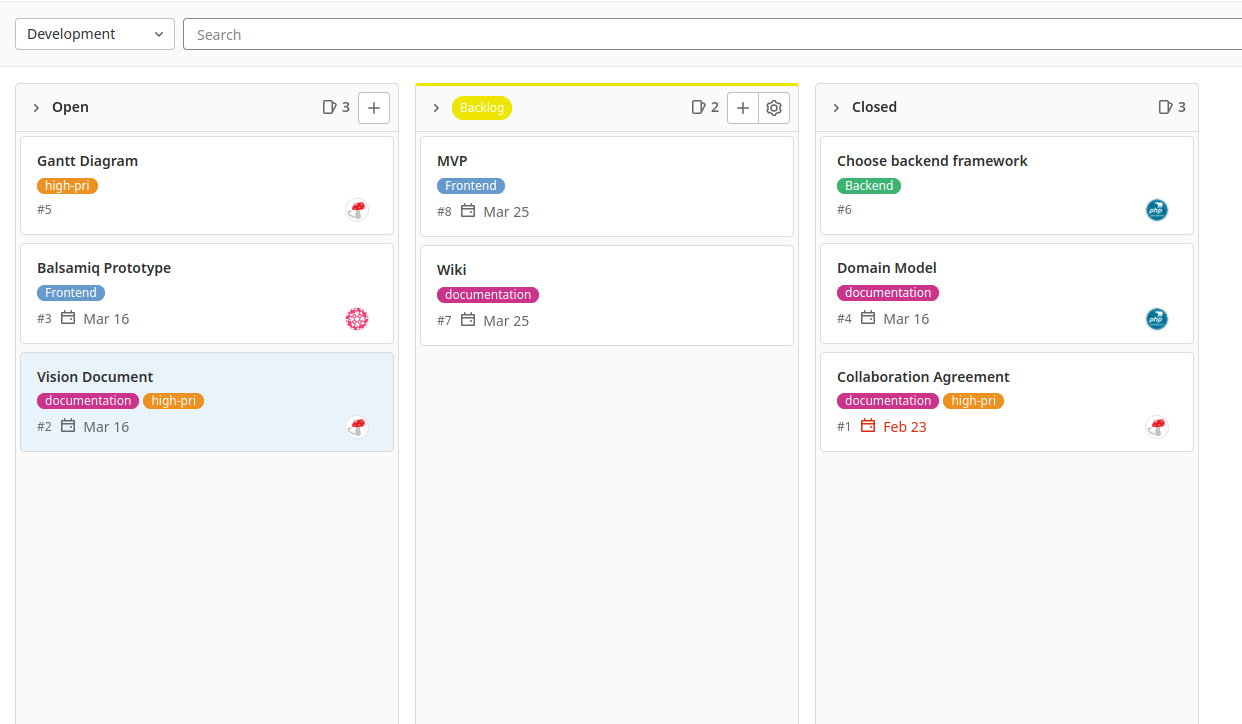 Development
Search
Open
3
Gantt Diagram
high-pri
#5
Balsamiq Prototype
Frontend
#3 Mar 16
Vision Document
documentation high-pri
#2 Mar 16
Backlog
2
MVP
Frontend
#8 Mar 25
Wiki
documentation
#7 Mar 25
Closed
3
Choose backend framework
Backend
#6
php
Domain Model
documentation
#4 Mar 16
php
Collaboration Agreement
documentation high-pri
#1 Feb 23